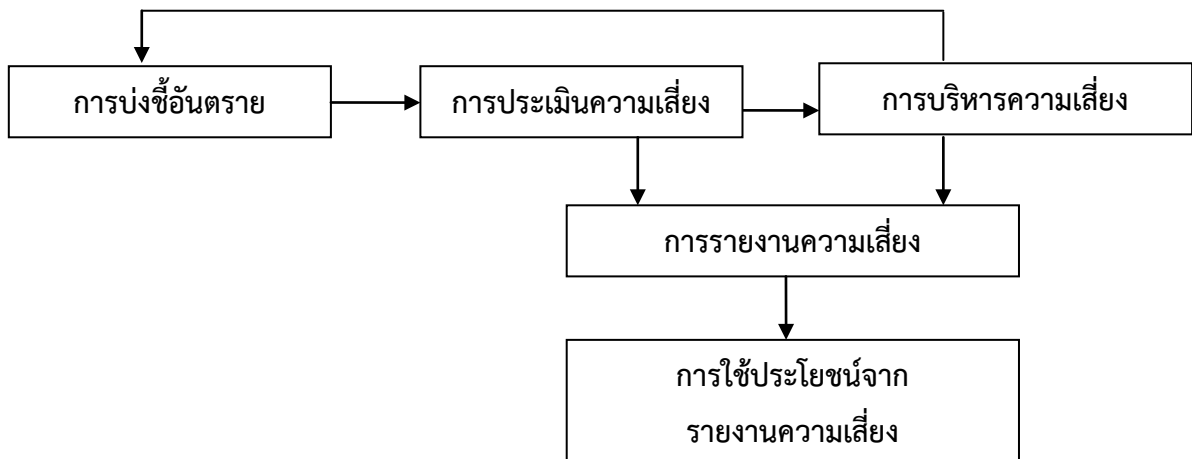 การบ่งชี้อันตราย
การประเมินความเสี่ยง
การบริหารความเสี่ยง
การรายงานความเสี่ยง
การใช้ประโยชน์จาก
รายงานความเสี่ยง